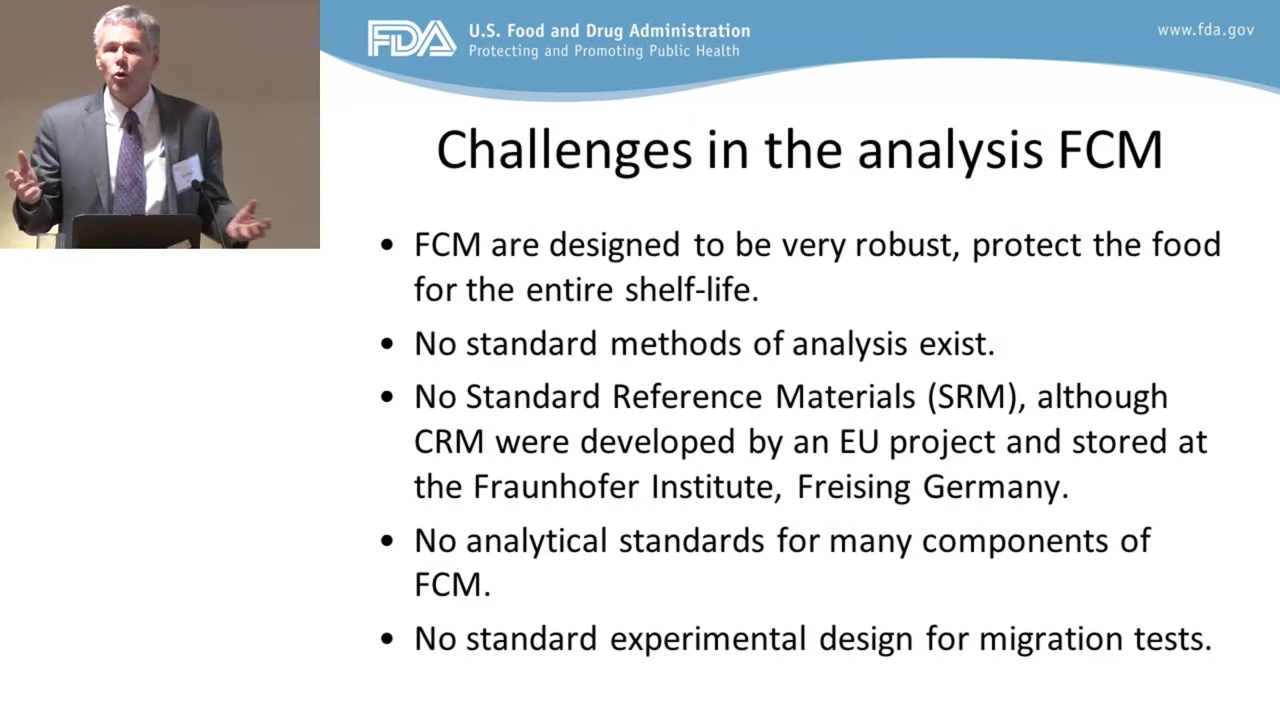 FDA
U.S. Food and Drug Administration
Protecting and Promoting Public Health
www.fda.gov
Challenges in the analysis FCM
• FCM are designed to be very robust, protect the food
for the entire shelf-life.
• No standard methods of analysis exist.
• No Standard Reference Materials (SRM), although
CRM were developed by an EU project and stored at
the Fraunhofer Institute, Freising Germany.
• No analytical standards for many components of
FCM.
• No standard experimental design for migration tests.